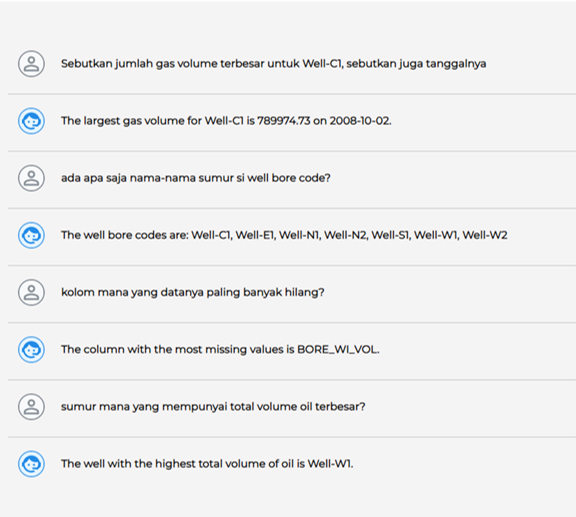 Sebutkan jumlah gas volume terbesar untuk Well-C1, sebutkan juga tanggalnya
The largest gas volume for Well-C1 is 789974.73 on 2008-10-02.
ada apa saja nama-nama sumur si well bore code?
The well bore codes are: Well-C1, Well-E1, Well-N1, Well-N2, Well-S1, Well-W1, Well-W2
kolom mana yang datanya paling banyak hilang?
The column with the most missing values is BORE_WI_VOL.
sumur mana yang mempunyai total volume oil terbesar?
The well with the highest total volume of oil is Well-W1.